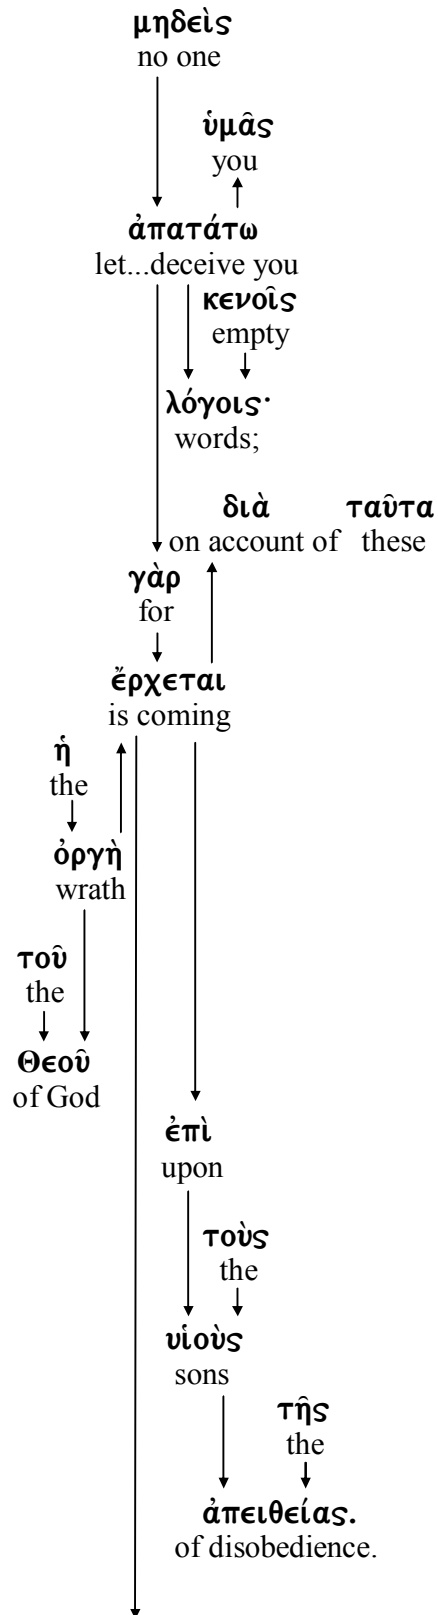 μηδεὶς
no one
ὑμᾶς
you
ἀπατάτω
let...deceive you
κενοῖς
empty
λόγοις·
words;
διὰ ταῦτα
on account of these
γὰρ
for
ἔρχεται
is coming
ἡ
the
ὀργὴ
wrath
τοῦ
the
Θεοῦ
of God
ἐπὶ
upon
τοὺς
the
υἱοὺς
sons
τῆς
the
ἀπειθείας.
of disobedience.